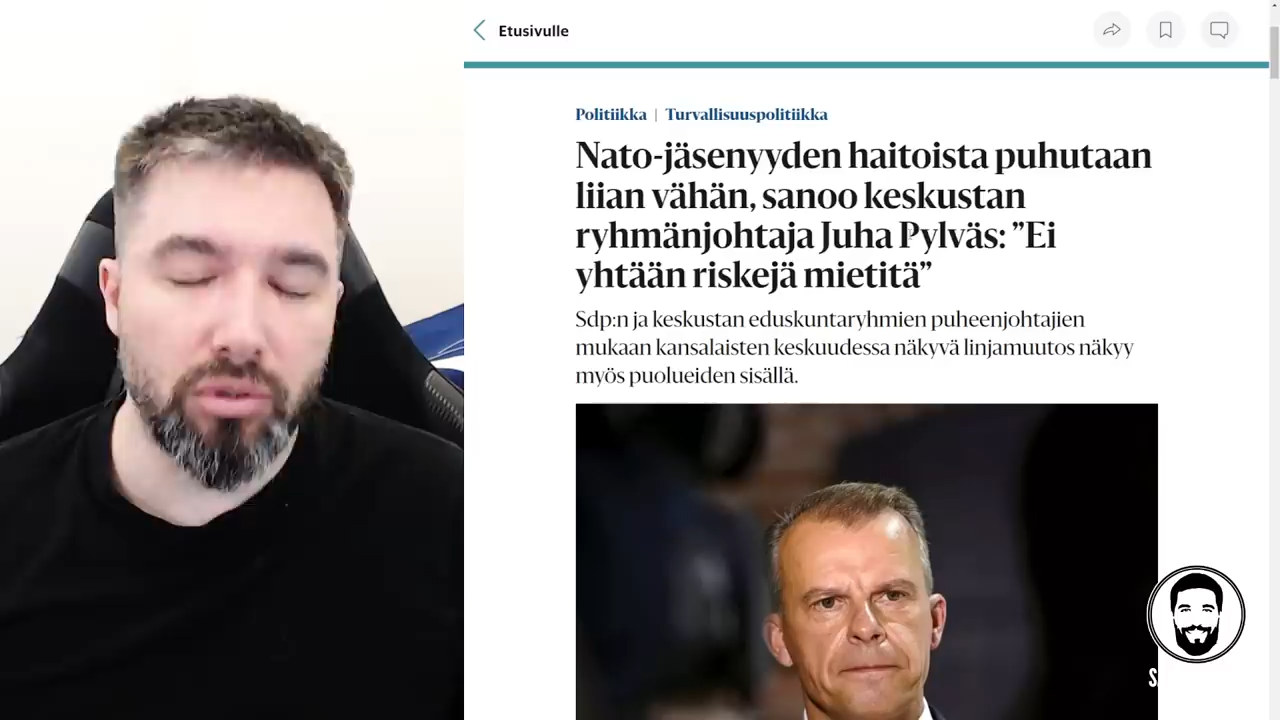 Etusivulle
Politiikka | Turvallisuuspolitiikka
Nato-jäsenyyden haitoista puhutaan
liian vähän, sanoo keskustan
ryhmänjohtaja Juha Pylväs: ”Ei
yhtään riskejä mietitä”
Sdp:n ja keskustan eduskuntaryhmien puheenjohtajien
mukaan kansalaisten keskuudessa näkyvä linjamuutos näkyy
myös puolueiden sisällä.
S